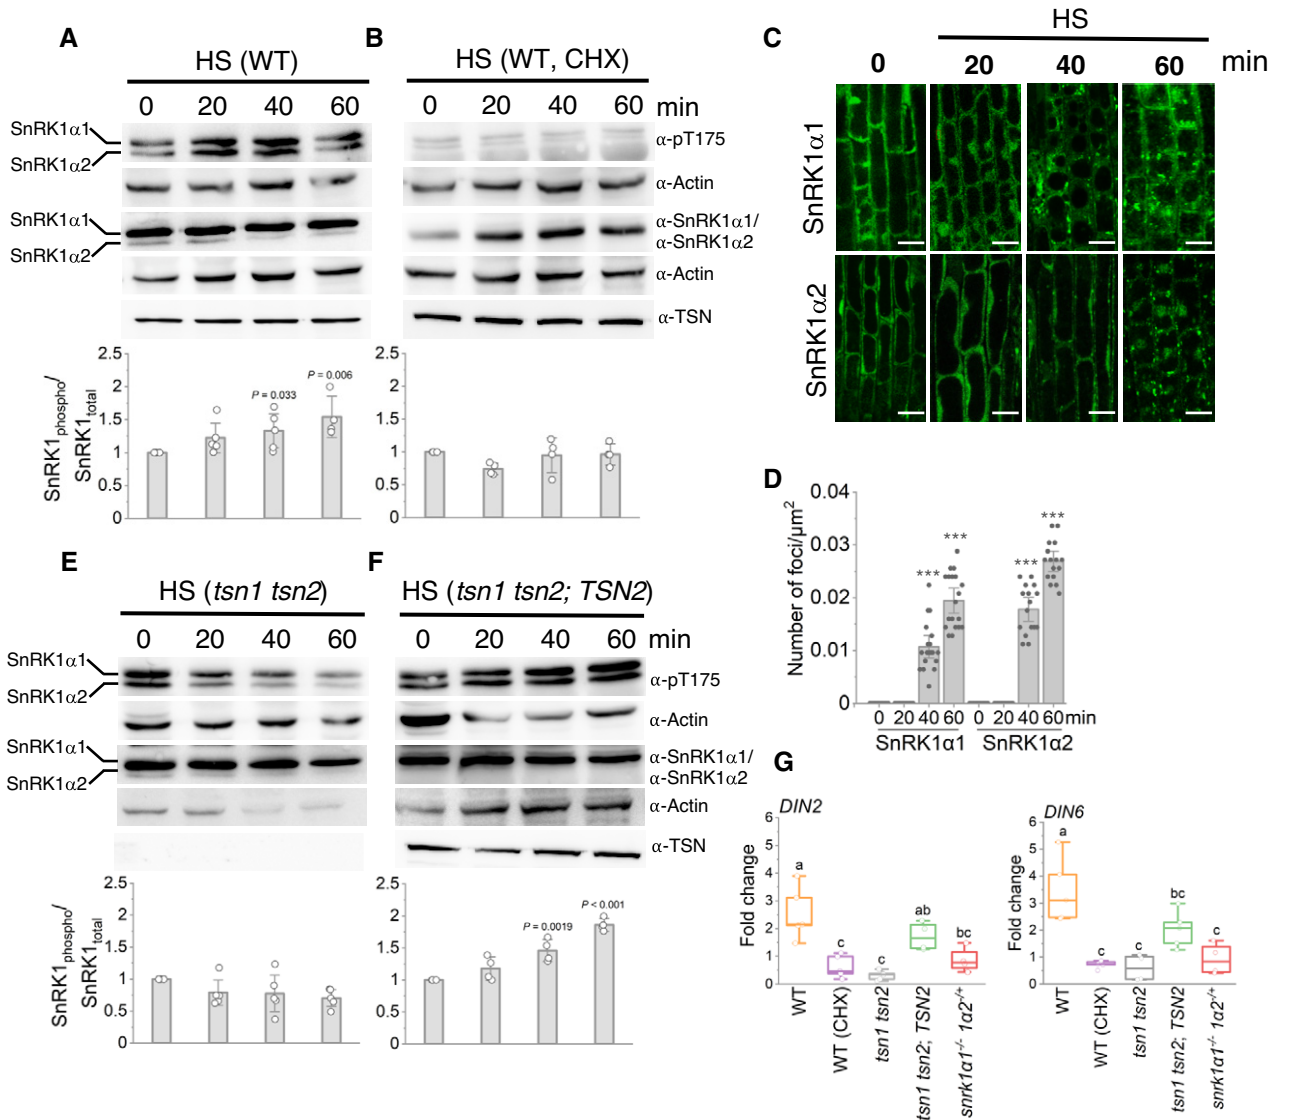 A
HS (WT)
0 20 40 60
SnRK1α1
SnRK1α2
SnRK1α1
SnRK1α2
B
HS (WT, CHX)
0 20 40 60 min
α-pT175
α-Actin
α-SnRK1α1/
α-SnRK1α2
α-Actin
α-TSN
SnRK1phospho/
SnRK1total
2.5
2
1.5
1
0.5
0
P = 0.033
P = 0.006
2.5
2
1.5
1
0.5
0
C
HS
0 20 40 60 min
SnRK1α1
SnRK1α2
D
Number of foci/µm²
0.04
0.03
0.02
0.01
0
*** *** *** ***
0 20 40 60 0 20 40 60 min
SnRK1α1 SnRK1α2
E
HS (tsn1 tsn2)
0 20 40 60
SnRK1α1
SnRK1α2
SnRK1α1
SnRK1α2
F
HS (tsn1 tsn2; TSN2)
0 20 40 60 min
α-pT175
α-Actin
α-SnRK1α1/
α-SnRK1α2
α-Actin
α-TSN
SnRK1phospho/
SnRK1total
2.5
2
1.5
1
0.5
0
2.5
2
1.5
1
0.5
0
P = 0.0019
P < 0.001
G
DIN2
Fold change
6
5
4
3
2
1
0
a c c ab bc
WT
WT (CHX)
tsn1 tsn2
tsn1 tsn2; TSN2
snrk1α1-/- 1α2-/+
DIN6
Fold change
6
5
4
3
2
1
0
a c c bc c
WT
WT (CHX)
tsn1 tsn2
tsn1 tsn2; TSN2
snrk1α1-/- 1α2-/+